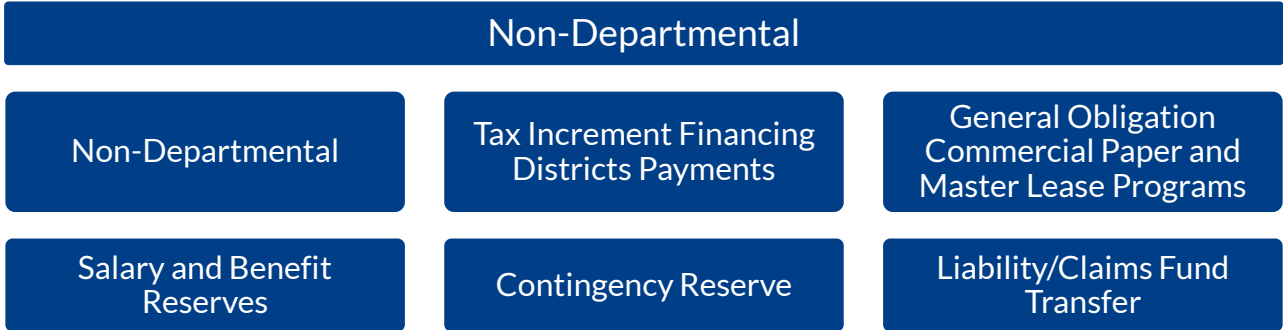 Non-Departmental
Non-Departmental
Tax Increment Financing
Districts Payments
General Obligation
Commercial Paper and
Master Lease Programs
Salary and Benefit
Reserves
Contingency Reserve
Liability/Claims Fund
Transfer